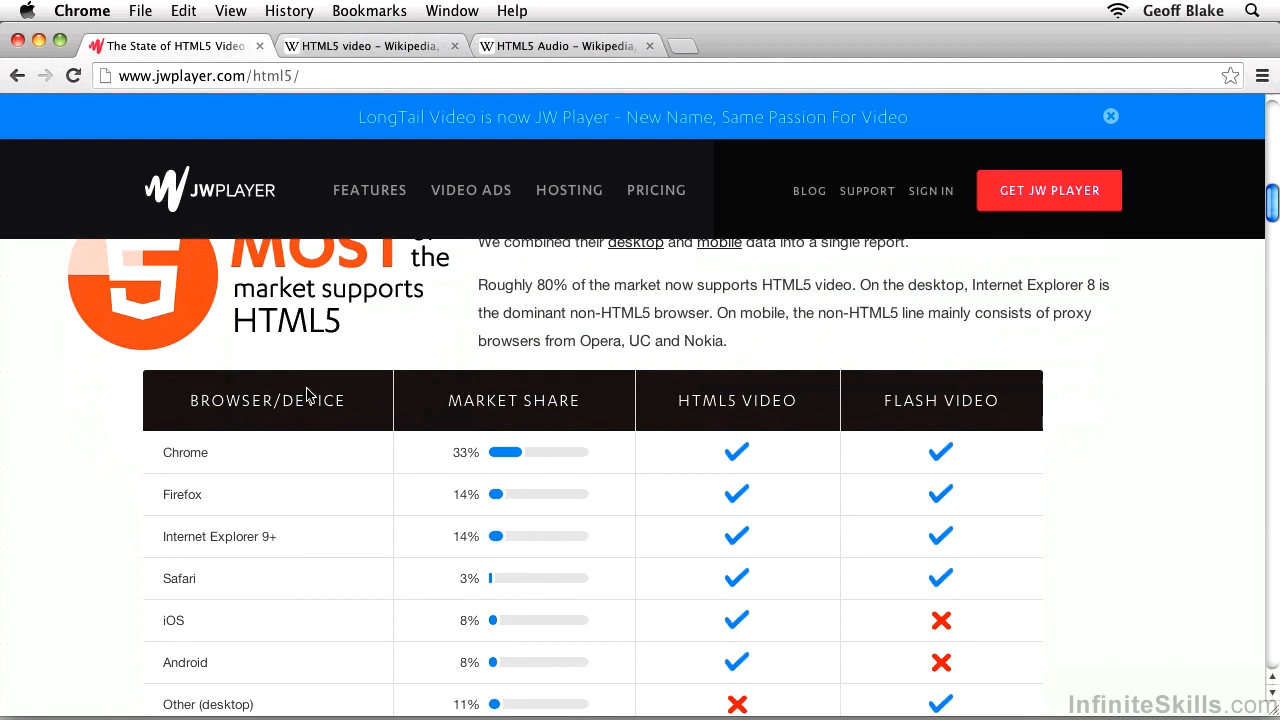 Chrome File Edit View History Bookmarks Window Help Geoff Blake
The State of HTML5 Video HTML5 video – Wikipedia, HTML5 Audio – Wikipedia,
www.jwplayer.com/html5/
LongTail Video is now JW Player - New Name, Same Passion For Video
JWPLAYER FEATURES VIDEO ADS HOSTING PRICING BLOG SUPPORT SIGN IN GET JW PLAYER
MOST
the
market supports
HTML5
We combined their desktop and mobile data into a single report.
Roughly 80% of the market now supports HTML5 video. On the desktop, Internet Explorer 8 is
the dominant non-HTML5 browser. On mobile, the non-HTML5 line mainly consists of proxy
browsers from Opera, UC and Nokia.
BROWSER/DEVICE MARKET SHARE HTML5 VIDEO FLASH VIDEO
Chrome 33%
Firefox 14%
Internet Explorer 9+ 14%
Safari 3%
iOS 8%
Android 8%
Other (desktop) 11%
InfiniteSkills.com